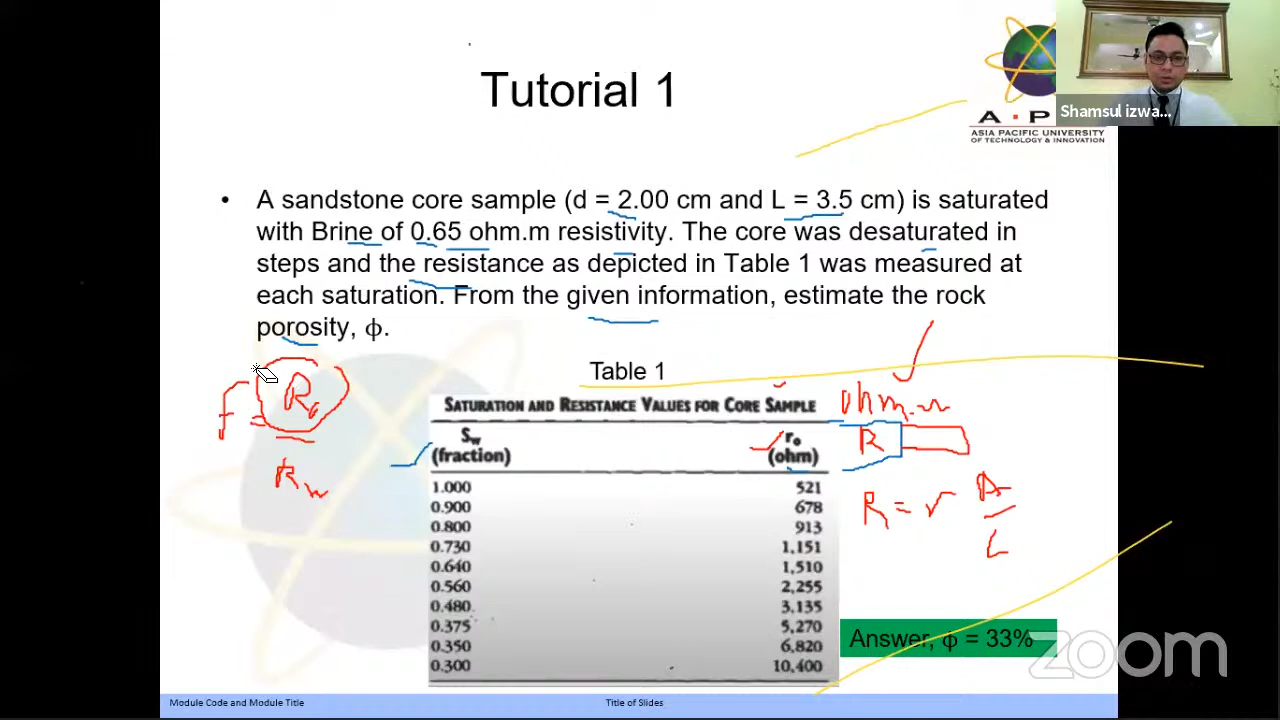 Tutorial 1
A · P
ASIA PACIFIC UNIVERSITY
OF TECHNOLOGY & INNOVATION
Shamsul izwa...
• A sandstone core sample (d = 2.00 cm and L = 3.5 cm) is saturated
with Brine of 0.65 ohm.m resistivity. The core was desaturated in
steps and the resistance as depicted in Table 1 was measured at
each saturation. From the given information, estimate the rock
porosity, ϕ.
Table 1
SATURATION AND RESISTANCE VALUES FOR CORE SAMPLE
Sw ro
(fraction) (ohm)
1.000 521
0.900 678
0.800 913
0.730 1,151
0.640 1,510
0.560 2,255
0.480 3,135
0.375 5,270
0.350 6,820
0.300 10,400
f = Ro
Rw
ohm.m
R
R = r A
L
Answer, ϕ = 33%
zoom
Module Code and Module Title
Title of Slides